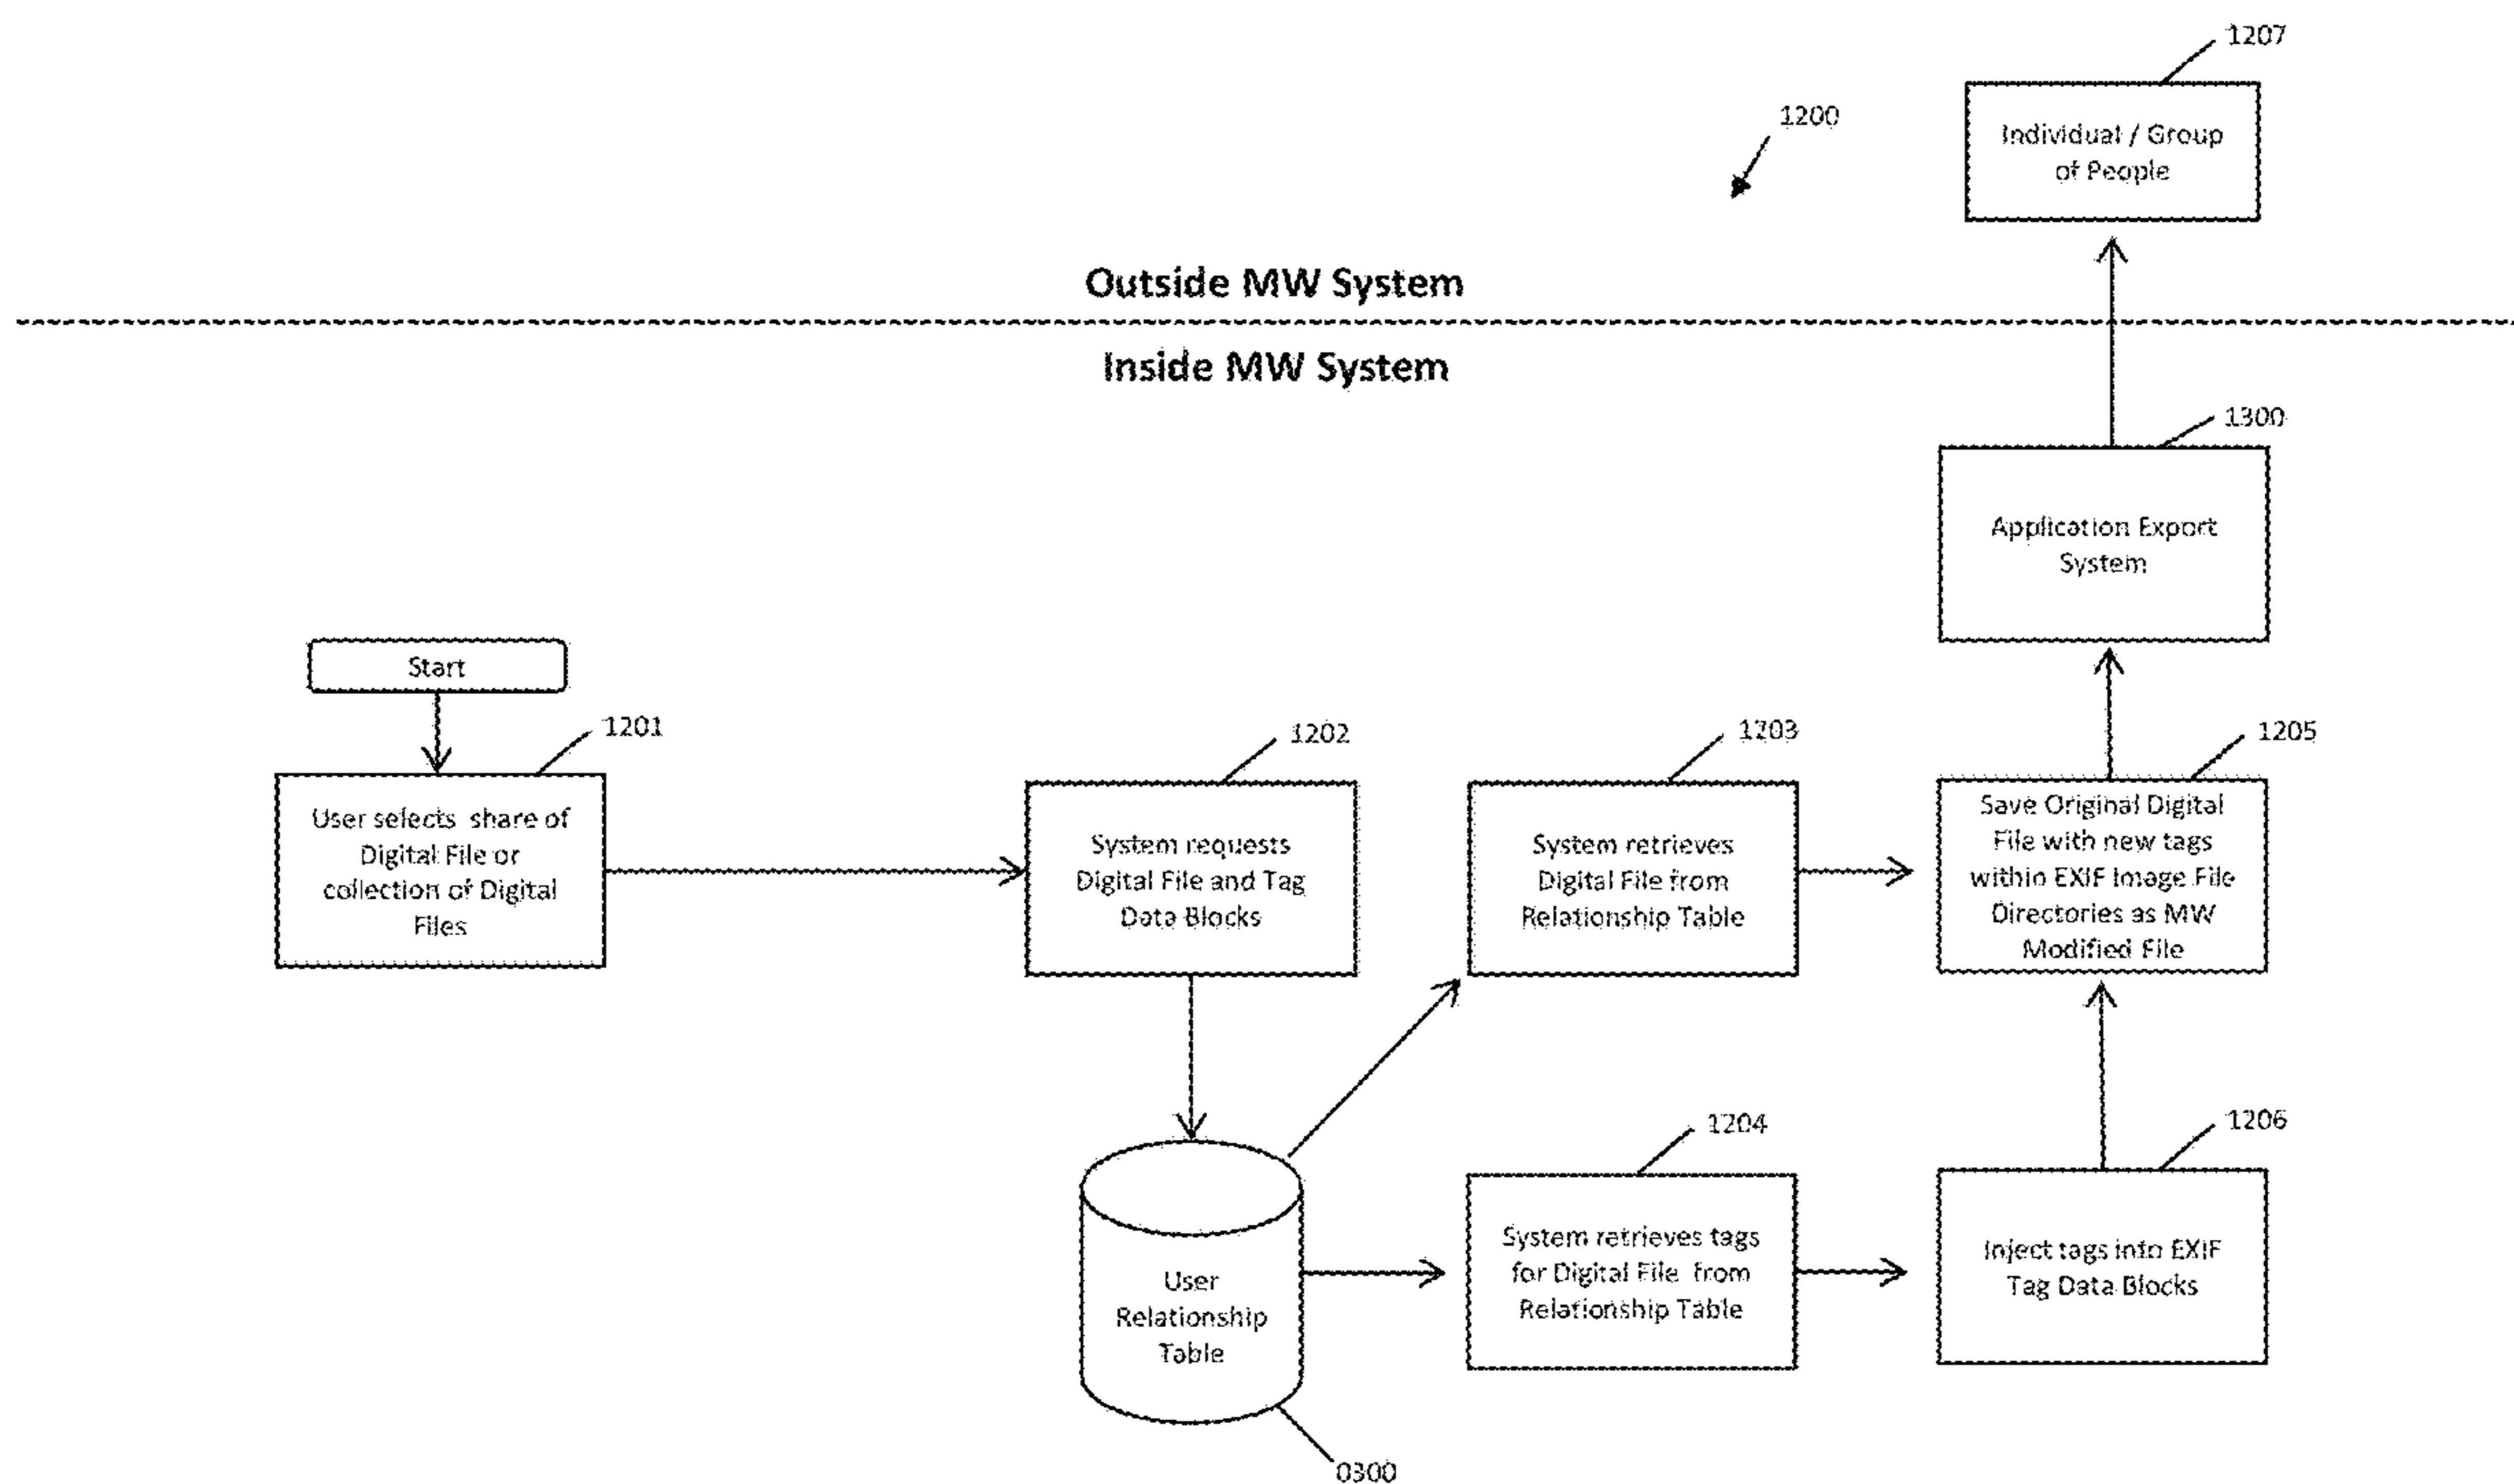 1207
Individual / Group
of People
1200
Outside MW System
Inside MW System
1300
Application Export
System
Start
1201
User selects share of
Digital File or
collection of Digital
Files
1202
System requests
Digital File and Tag
Data Blocks
1203
System retrieves
Digital File from
Relationship Table
1205
Save Original Digital
File with new tags
within EXIF Image File
Directories as MW
Modified File
User
Relationship
Table
0300
1204
System retrieves tags
for Digital File from
Relationship Table
1206
Inject tags into EXIF
Tag Data Blocks